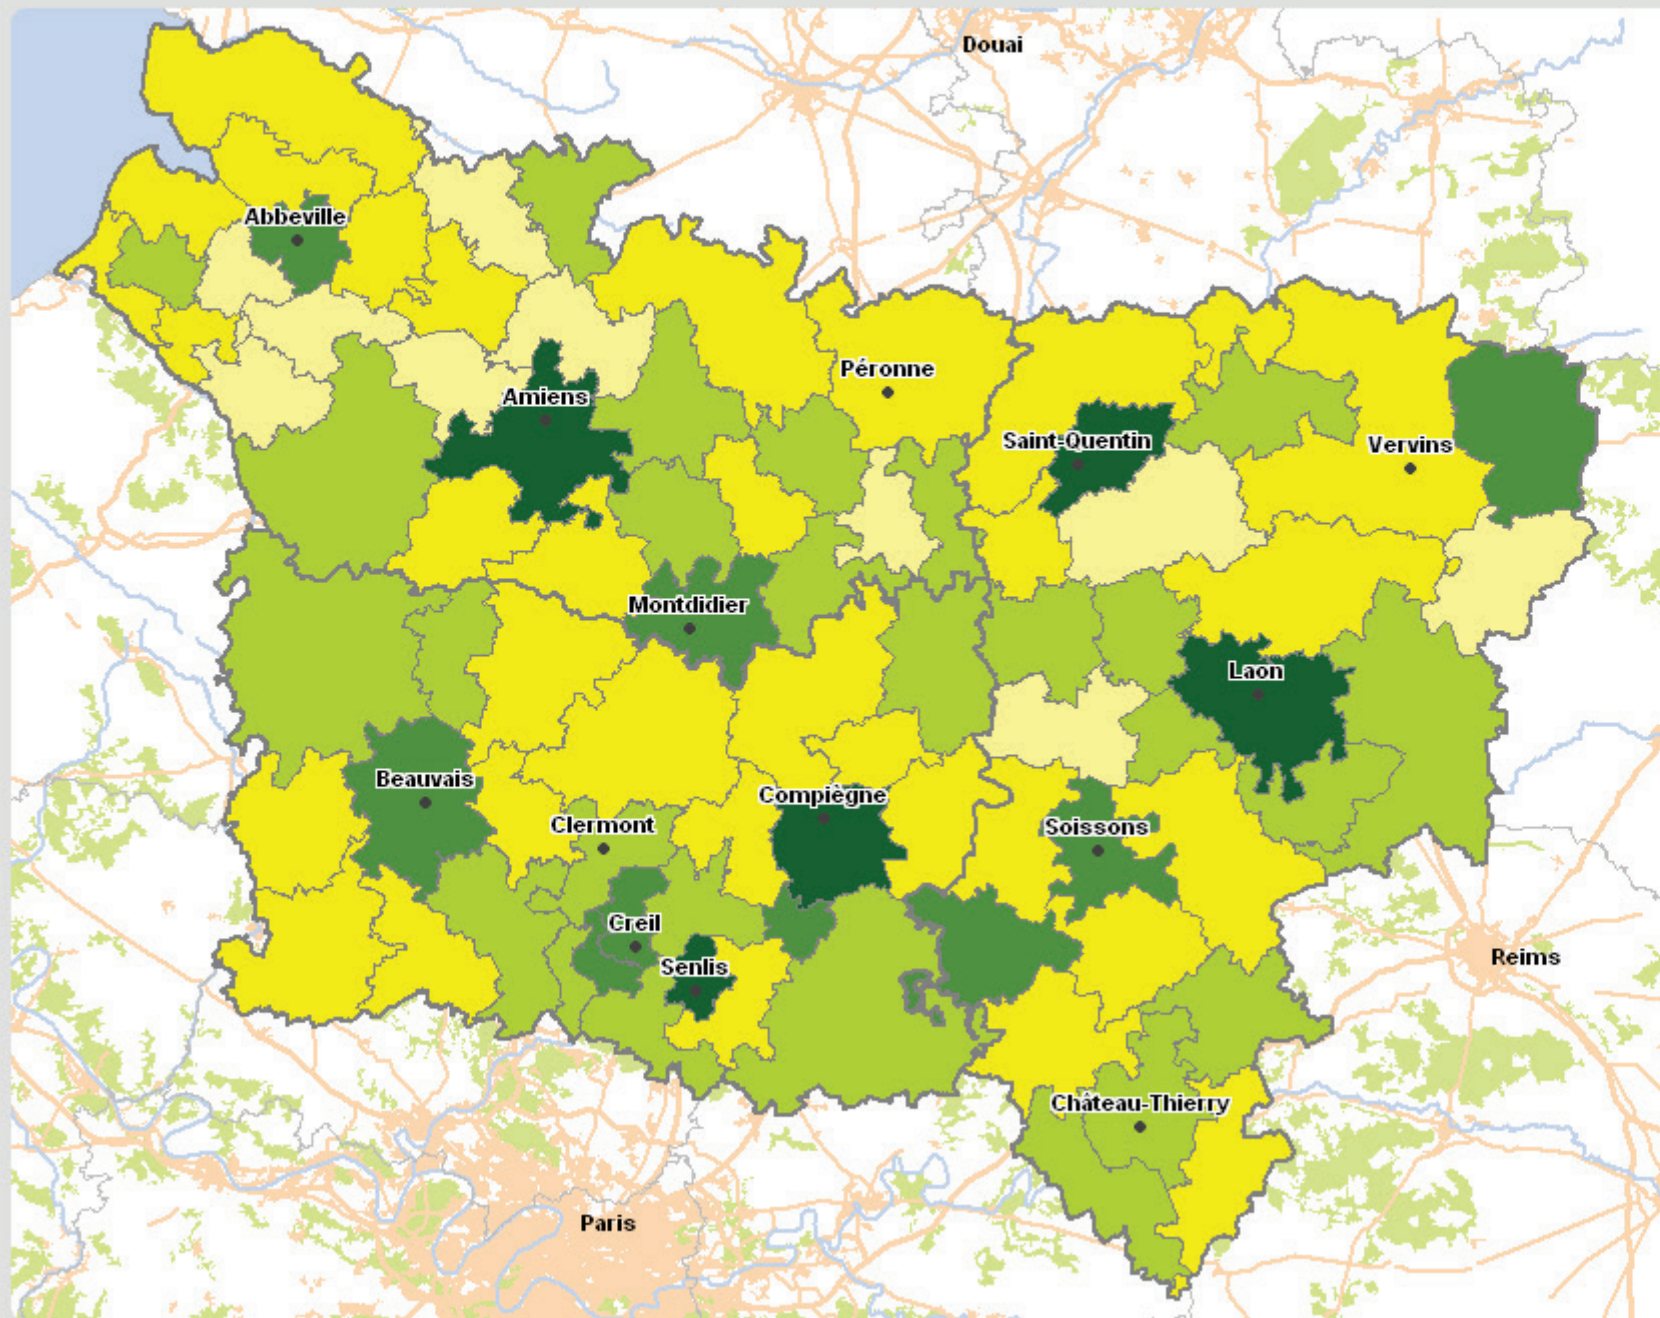 Douai
Abbeville
Péronne
Amiens
Saint-Quentin
Vervins
Montdidier
Laon
Beauvais
Compiègne
Clermont
Soissons
Creil
Senlis
Reims
Château-Thierry
Paris